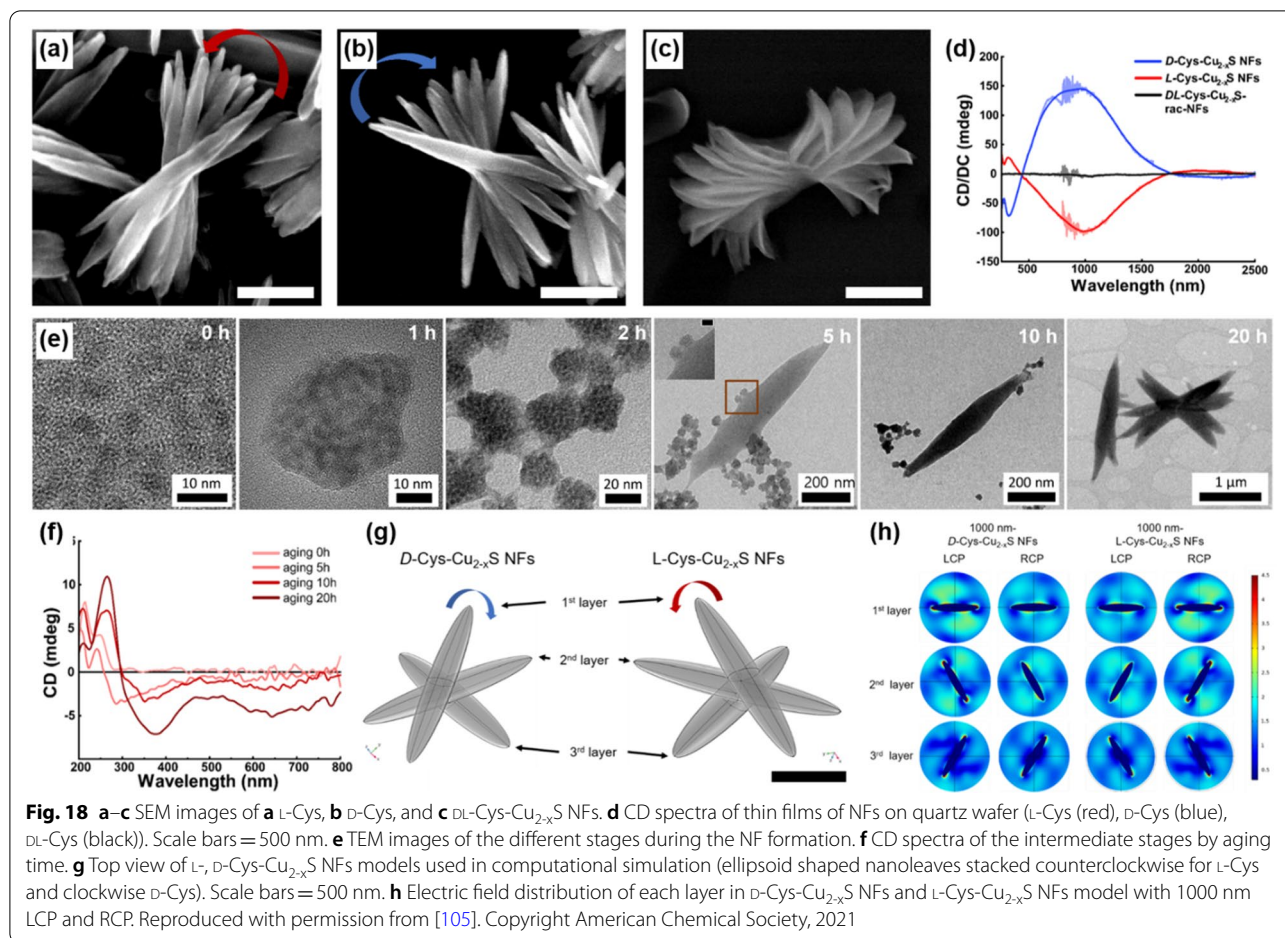 (a)
(b)
(c)
(d)
150
100
50
0
-50
-100
-150
CD/DC (mdeg)
D-Cys-Cu2-xS NFs
L-Cys-Cu2-xS NFs
DL-Cys-Cu2-xS-
rac-NFs
500 1000 1500 2000 2500
Wavelength (nm)
(e)
0 h
10 nm
1 h
10 nm
2 h
20 nm
5 h
200 nm
10 h
200 nm
20 h
1 µm
(f)
10
5
0
-5
CD (mdeg)
aging 0h
aging 5h
aging 10h
aging 20h
200 300 400 500 600 700 800
Wavelength (nm)
(g)
D-Cys-Cu2-xS NFs
L-Cys-Cu2-xS NFs
1st layer
2nd layer
3rd layer
(h)
1000 nm-
D-Cys-Cu2-xS NFs
1000 nm-
L-Cys-Cu2-xS NFs
LCP RCP LCP RCP
1st layer
2nd layer
3rd layer
4.5
4
3.5
3
2.5
2
1.5
1
0.5
Fig. 18 a–c SEM images of a L-Cys, b D-Cys, and c DL-Cys-Cu2-xS NFs. d CD spectra of thin films of NFs on quartz wafer (L-Cys (red), D-Cys (blue),
DL-Cys (black)). Scale bars = 500 nm. e TEM images of the different stages during the NF formation. f CD spectra of the intermediate stages by aging
time. g Top view of L-, D-Cys-Cu2-xS NFs models used in computational simulation (ellipsoid shaped nanoleaves stacked counterclockwise for L-Cys
and clockwise D-Cys). Scale bars = 500 nm. h Electric field distribution of each layer in D-Cys-Cu2-xS NFs and L-Cys-Cu2-xS NFs model with 1000 nm
LCP and RCP. Reproduced with permission from [105]. Copyright American Chemical Society, 2021